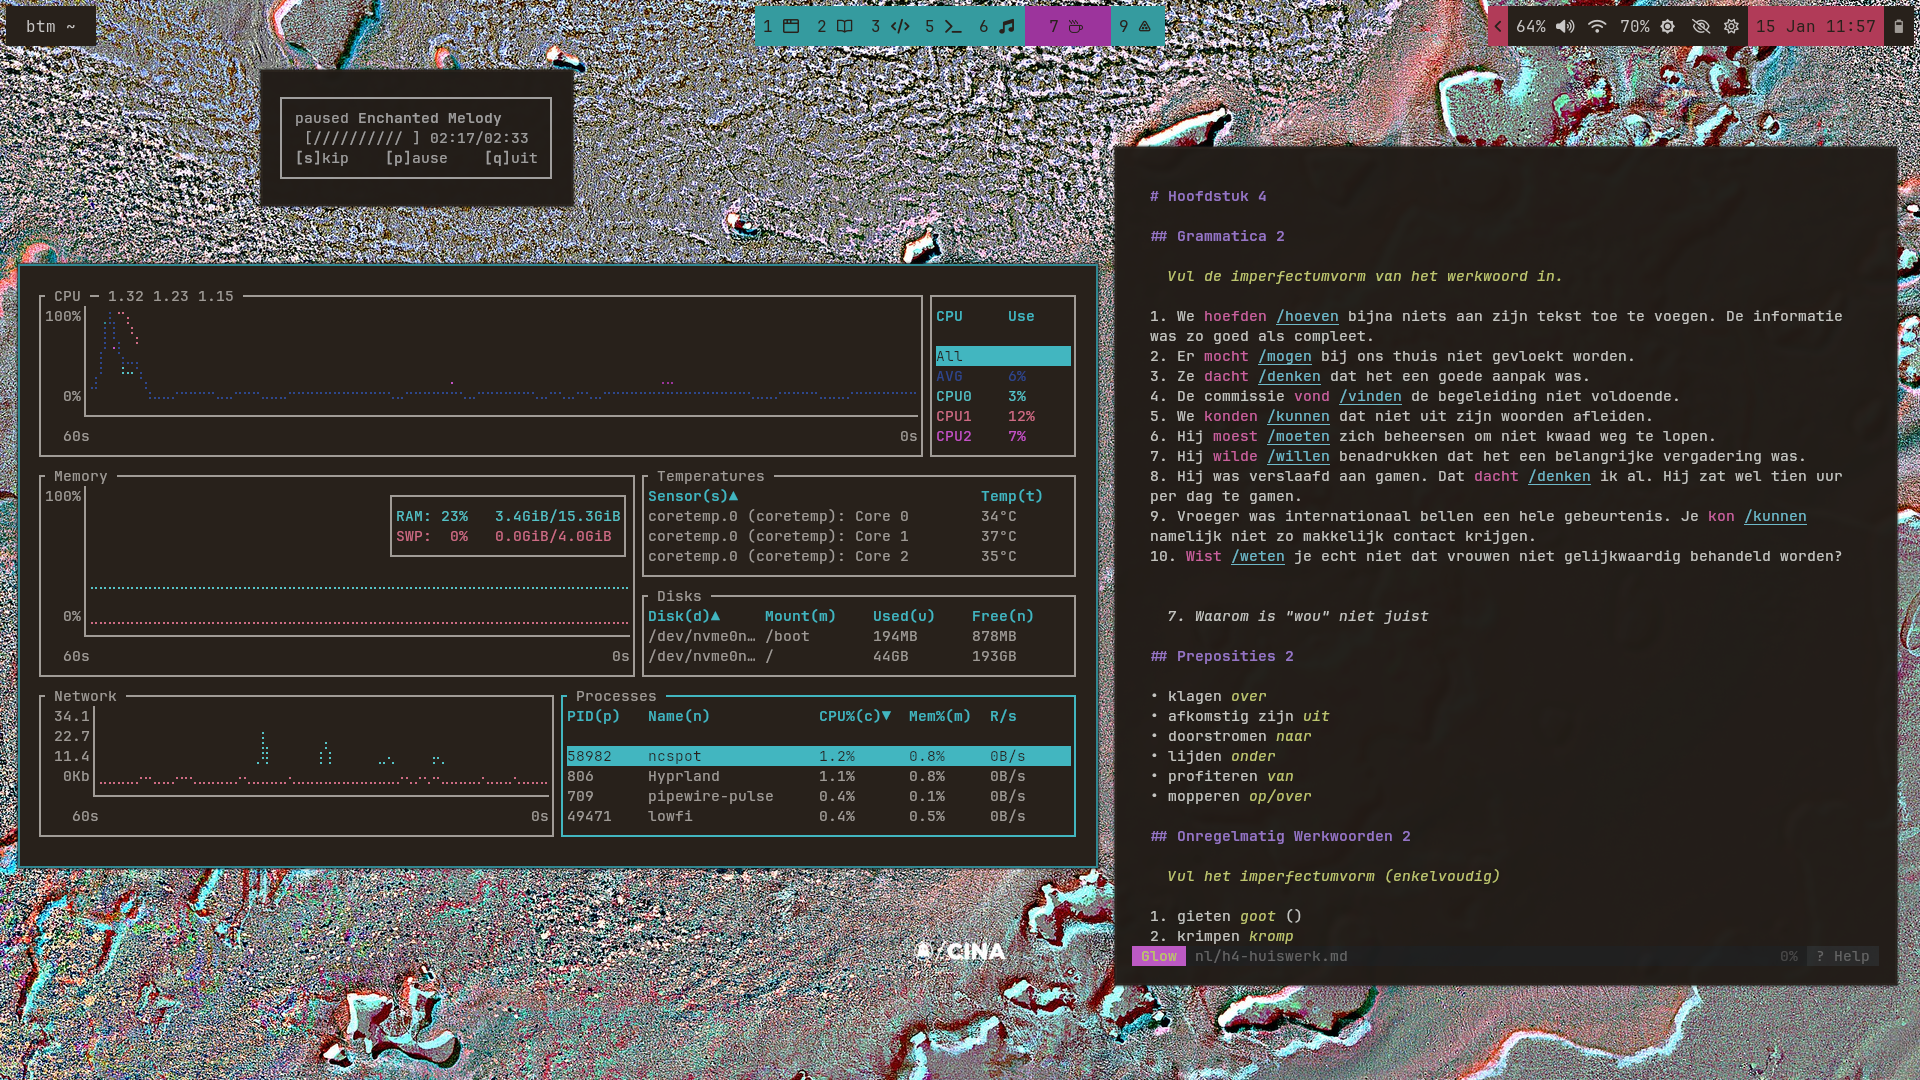 btm ~
1 2 3 5 6 7 9
64% 70% 15 Jan 11:57
paused Enchanted Melody
[////////// ] 02:17/02:33
[s]kip [p]ause [q]uit
CPU — 1.32 1.23 1.15
100%
0%
60s 0s
CPU Use
All
AVG 6%
CPU0 3%
CPU1 12%
CPU2 7%
Memory
100%
RAM: 23% 3.4GiB/15.3GiB
SWP: 0% 0.0GiB/4.0GiB
0%
60s 0s
Temperatures
Sensor(s)▲ Temp(t)
coretemp.0 (coretemp): Core 0 34°C
coretemp.0 (coretemp): Core 1 37°C
coretemp.0 (coretemp): Core 2 35°C
Disks
Disk(d)▲ Mount(m) Used(u) Free(n)
/dev/nvme0n… /boot 194MB 878MB
/dev/nvme0n… / 44GB 193GB
Network
34.1
22.7
11.4
0Kb
60s 0s
Processes
PID(p) Name(n) CPU%(c)▼ Mem%(m) R/s
58982 ncspot 1.2% 0.8% 0B/s
806 Hyprland 1.1% 0.8% 0B/s
709 pipewire-pulse 0.4% 0.1% 0B/s
49471 lowfi 0.4% 0.5% 0B/s
# Hoofdstuk 4
## Grammatica 2
Vul de imperfectumvorm van het werkwoord in.
1. We hoefden /hoeven bijna niets aan zijn tekst toe te voegen. De informatie
was zo goed als compleet.
2. Er mocht /mogen bij ons thuis niet gevloekt worden.
3. Ze dacht /denken dat het een goede aanpak was.
4. De commissie vond /vinden de begeleiding niet voldoende.
5. We konden /kunnen dat niet uit zijn woorden afleiden.
6. Hij moest /moeten zich beheersen om niet kwaad weg te lopen.
7. Hij wilde /willen benadrukken dat het een belangrijke vergadering was.
8. Hij was verslaafd aan gamen. Dat dacht /denken ik al. Hij zat wel tien uur
per dag te gamen.
9. Vroeger was internationaal bellen een hele gebeurtenis. Je kon /kunnen
namelijk niet zo makkelijk contact krijgen.
10. Wist /weten je echt niet dat vrouwen niet gelijkwaardig behandeld worden?
7. Waarom is "wou" niet juist
## Preposities 2
• klagen over
• afkomstig zijn uit
• doorstromen naar
• lijden onder
• profiteren van
• mopperen op/over
## Onregelmatig Werkwoorden 2
Vul het imperfectumvorm (enkelvoudig)
1. gieten goot ()
2. krimpen kromp
Glow nl/h4-huiswerk.md 0% ? Help
CINA